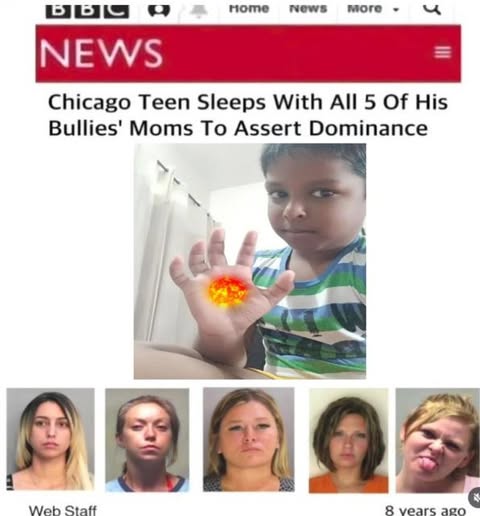 BBC
Home News More
NEWS
Chicago Teen Sleeps With All 5 Of His
Bullies' Moms To Assert Dominance
Web Staff 8 years ago